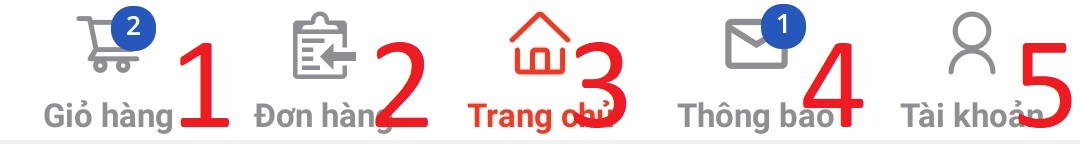 2 1
Giỏ hàng 1 Đơn hàng 2 Trang chủ 3 Thông báo 4 Tài khoản 5